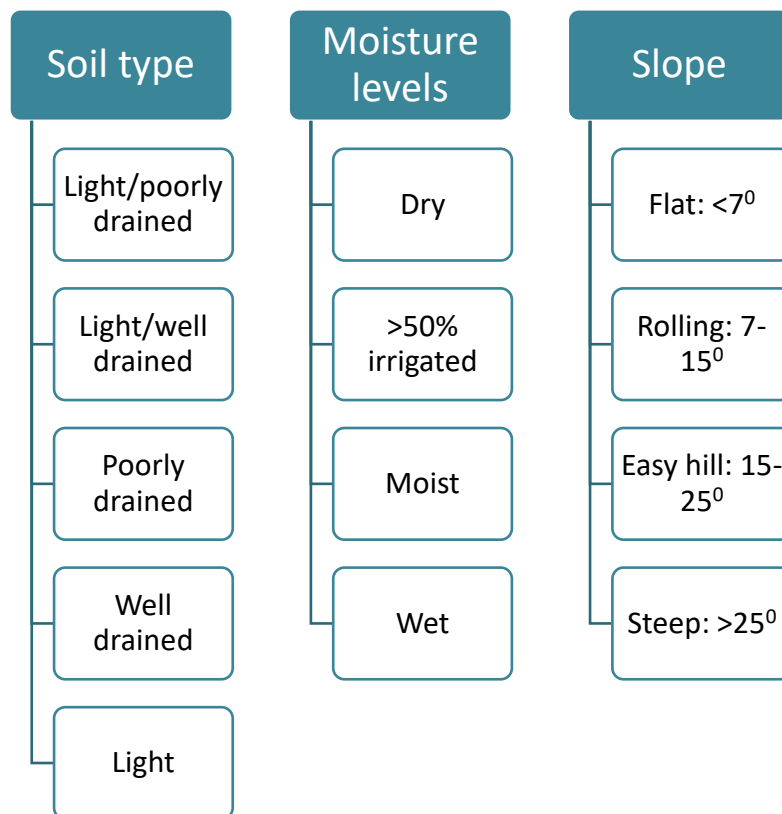 Soil type
Light/poorly
drained
Light/well
drained
Poorly
drained
Well
drained
Light
Moisture
levels
Dry
>50%
irrigated
Moist
Wet
Slope
Flat: <7⁰
Rolling: 7-
15⁰
Easy hill: 15-
25⁰
Steep: >25⁰